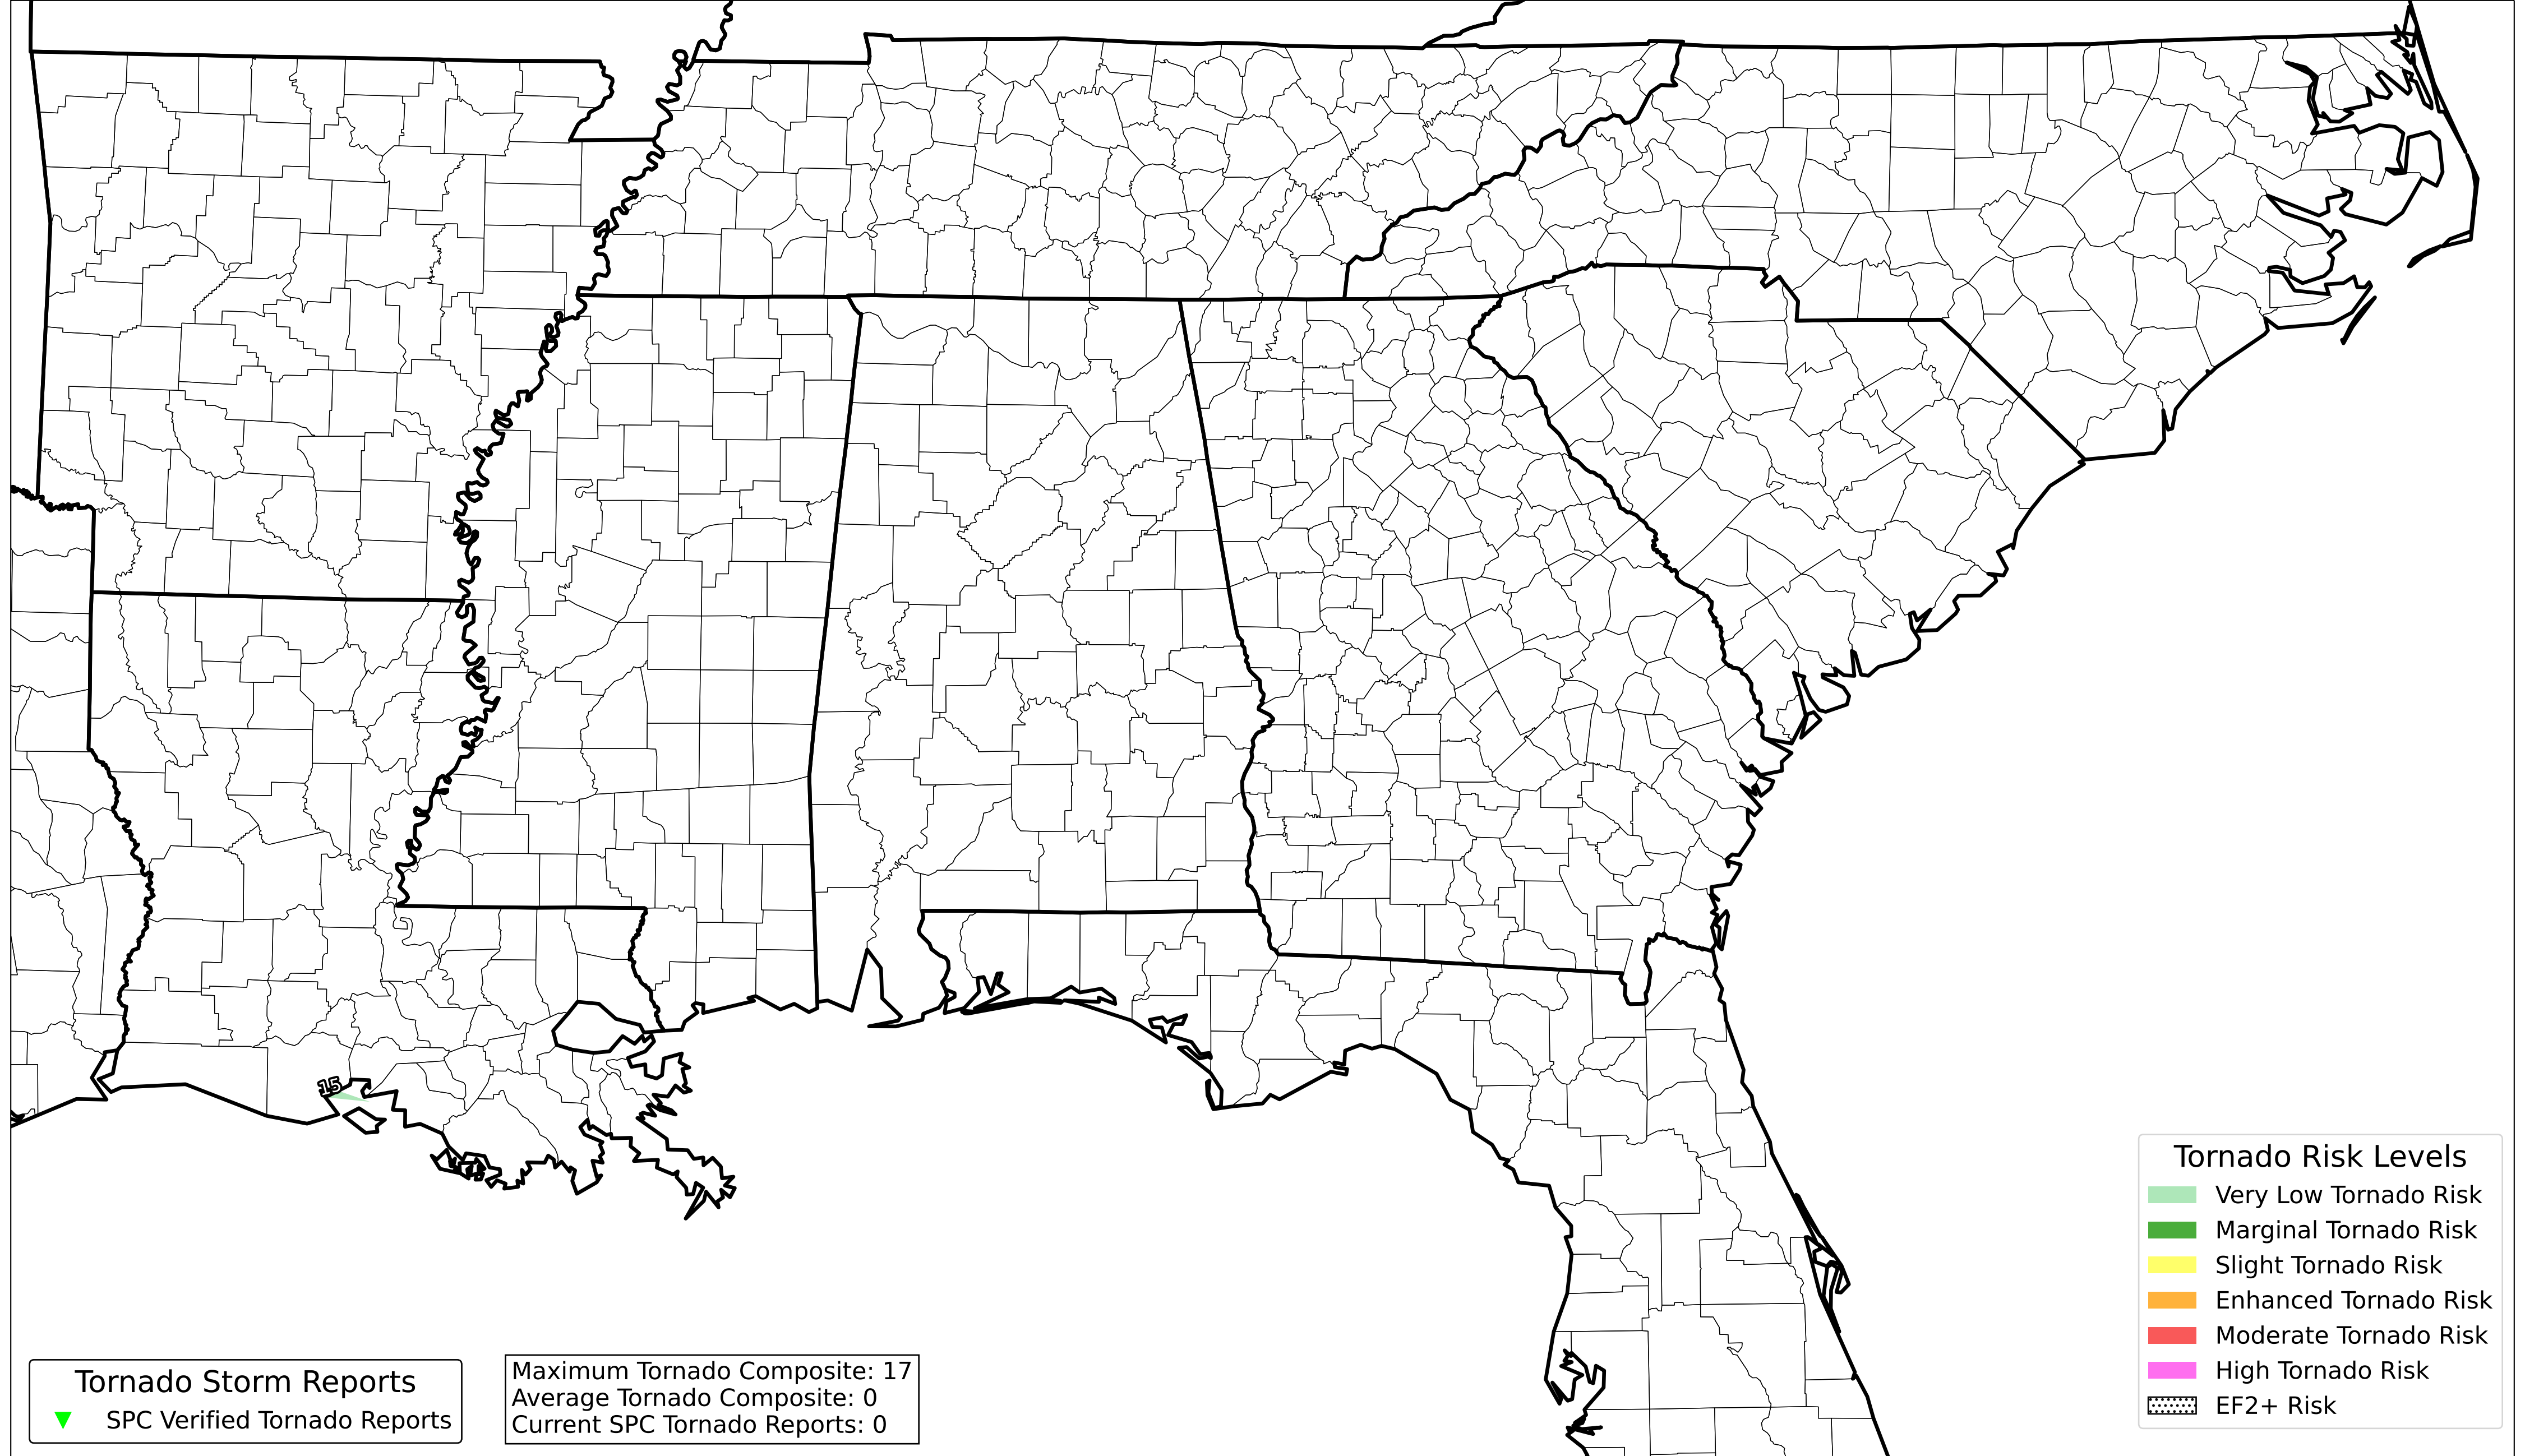 15
Tornado Risk Levels
Very Low Tornado Risk
Marginal Tornado Risk
Slight Tornado Risk
Enhanced Tornado Risk
Moderate Tornado Risk
High Tornado Risk
EF2+ Risk
Tornado Storm Reports
SPC Verified Tornado Reports
Maximum Tornado Composite: 17
Average Tornado Composite: 0
Current SPC Tornado Reports: 0